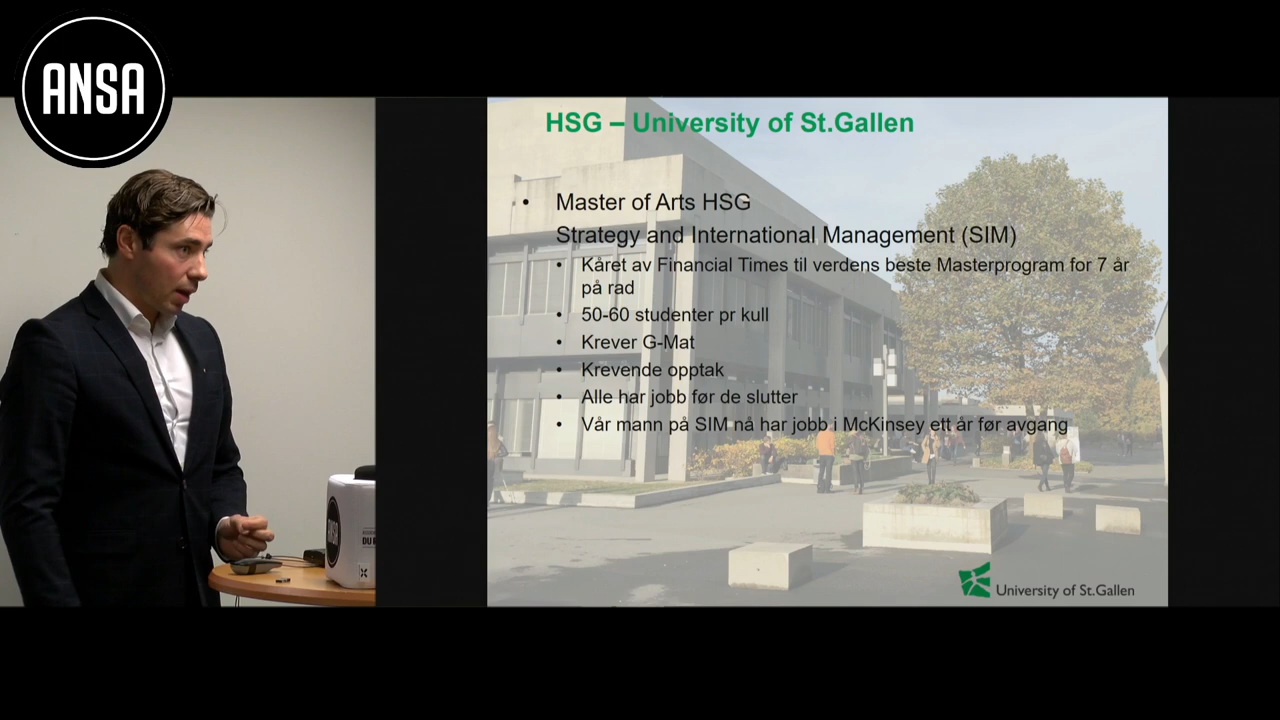 ANSA
HSG – University of St.Gallen
• Master of Arts HSG
Strategy and International Management (SIM)
• Kåret av Financial Times til verdens beste Masterprogram for 7 år
på rad
• 50-60 studenter pr kull
• Krever G-Mat
• Krevende opptak
• Alle har jobb før de slutter
• Vår mann på SIM nå har jobb i McKinsey ett år før avgang
ANSA
University of St.Gallen